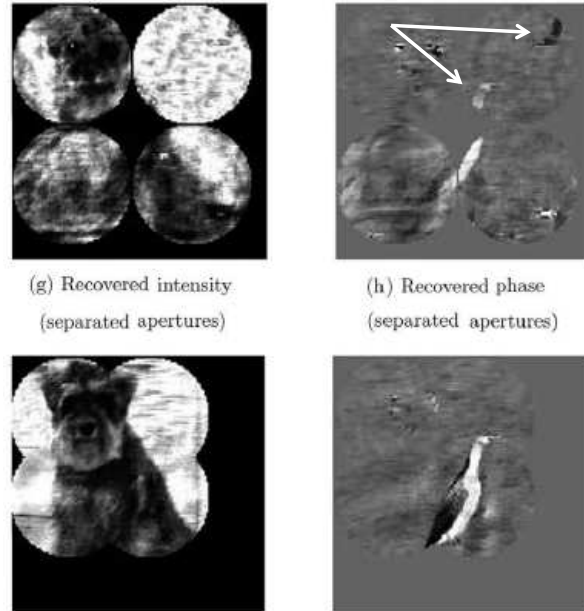 (g) Recovered intensity
(separated apertures)
(h) Recovered phase
(separated apertures)